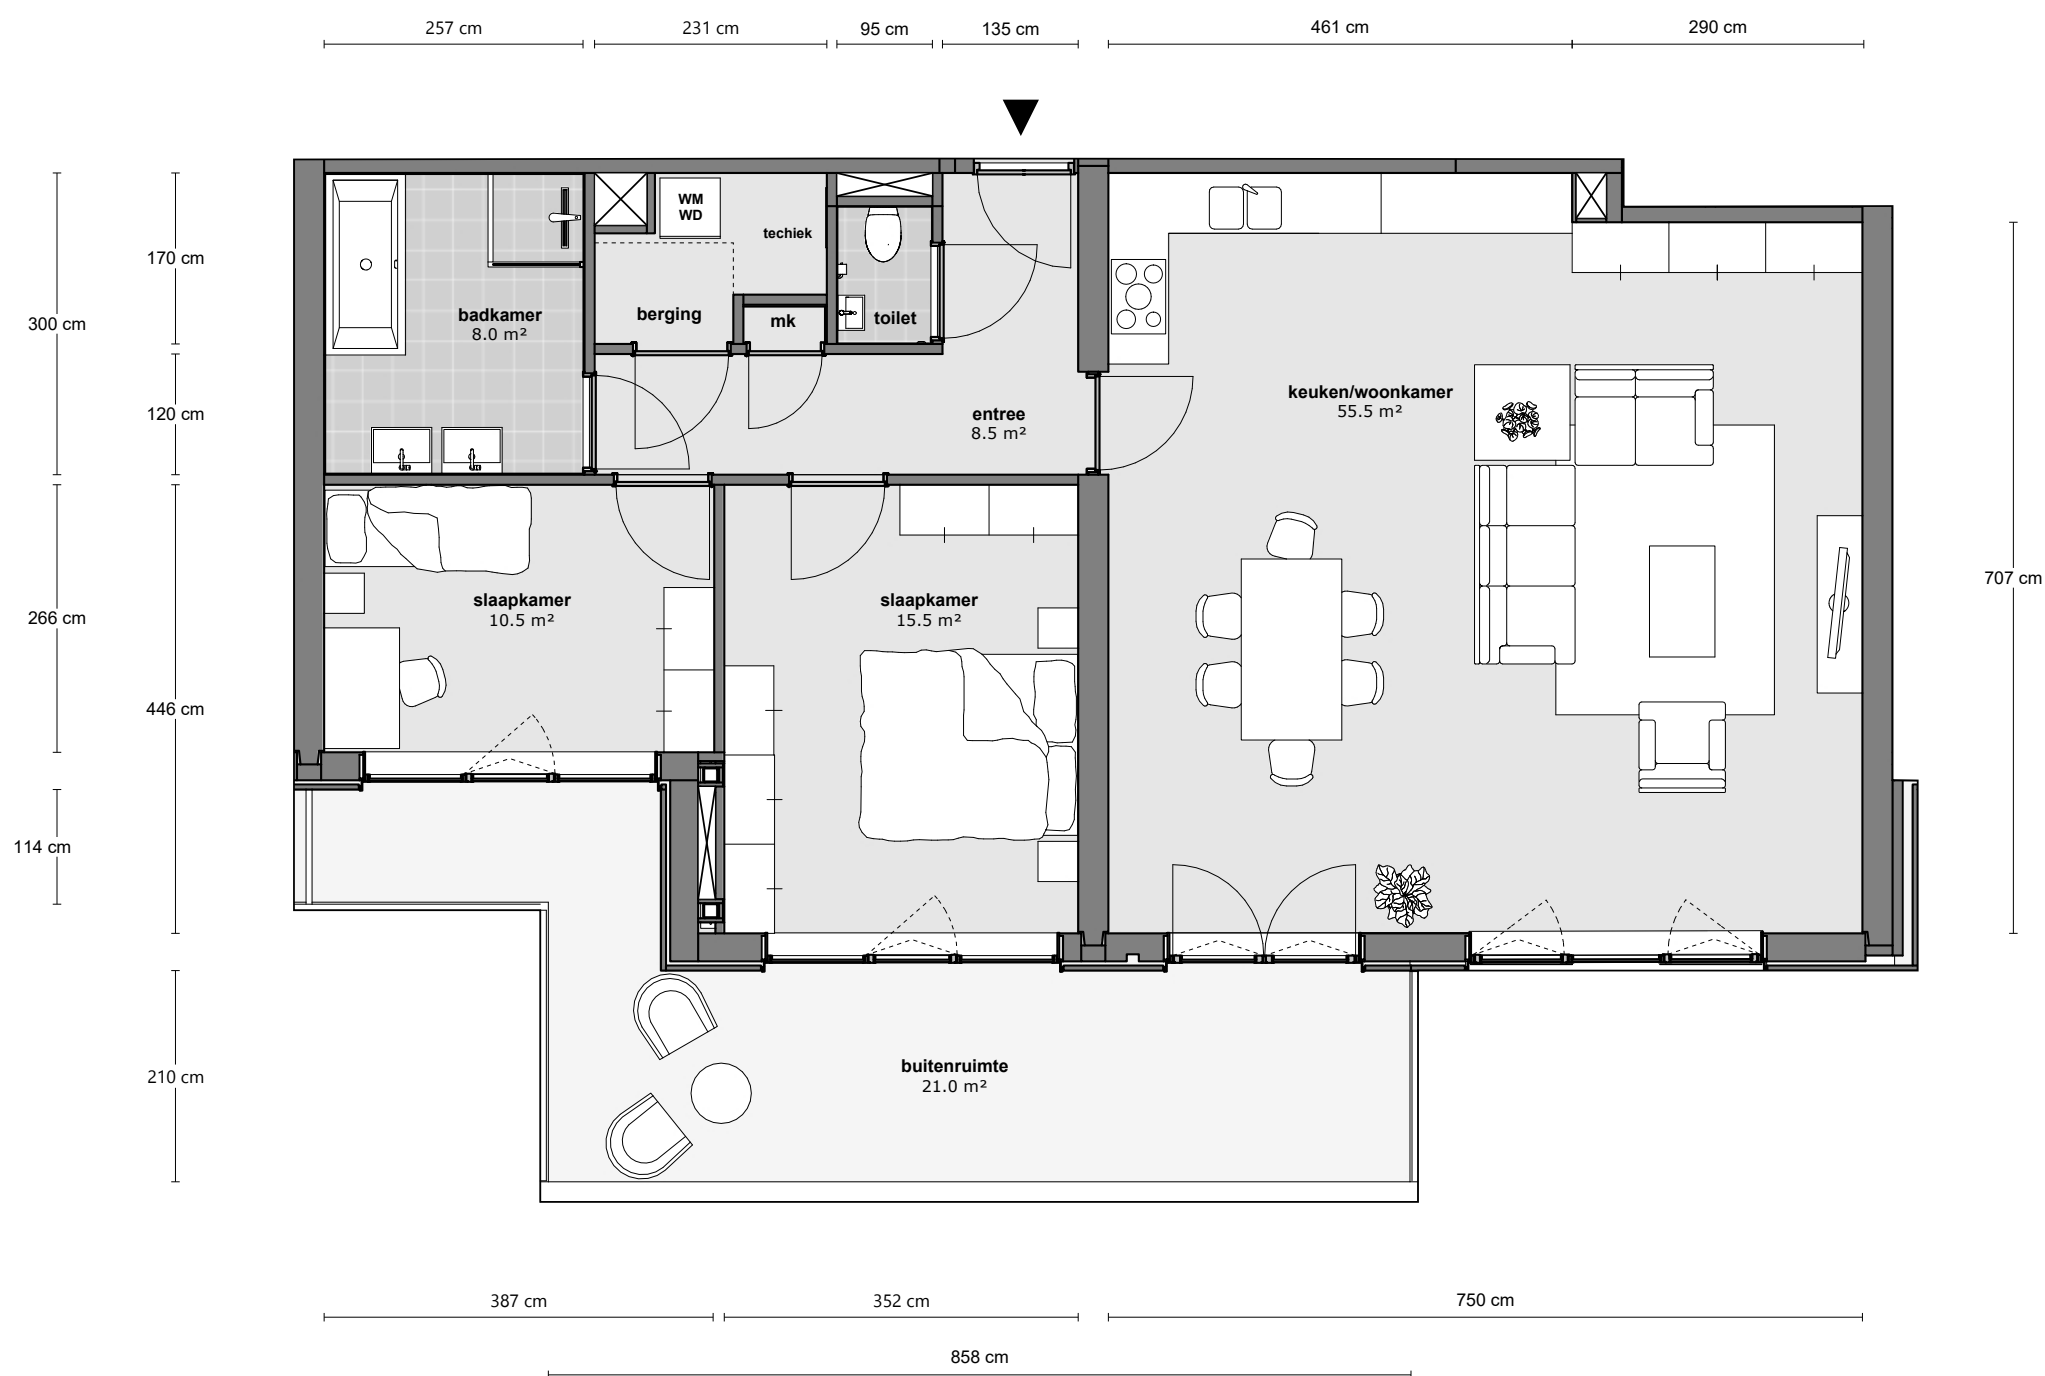 257 cm
231 cm
95 cm
135 cm
461 cm
290 cm
170 cm
300 cm
120 cm
266 cm
446 cm
114 cm
210 cm
707 cm
WM
WD
techiek
badkamer
8.0 m²
berging
mk
toilet
entree
8.5 m²
keuken/woonkamer
55.5 m²
slaapkamer
10.5 m²
slaapkamer
15.5 m²
buitenruimte
21.0 m²
387 cm
352 cm
750 cm
858 cm